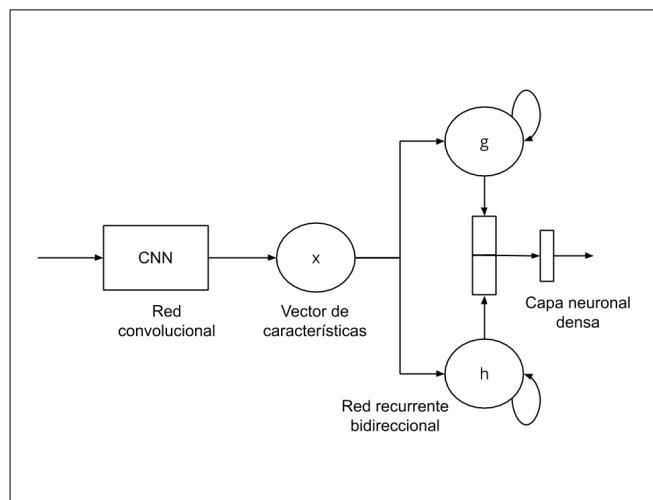 g
CNN
x
Red
convolucional
Vector de
características
Capa neuronal
densa
h
Red recurrente
bidireccional